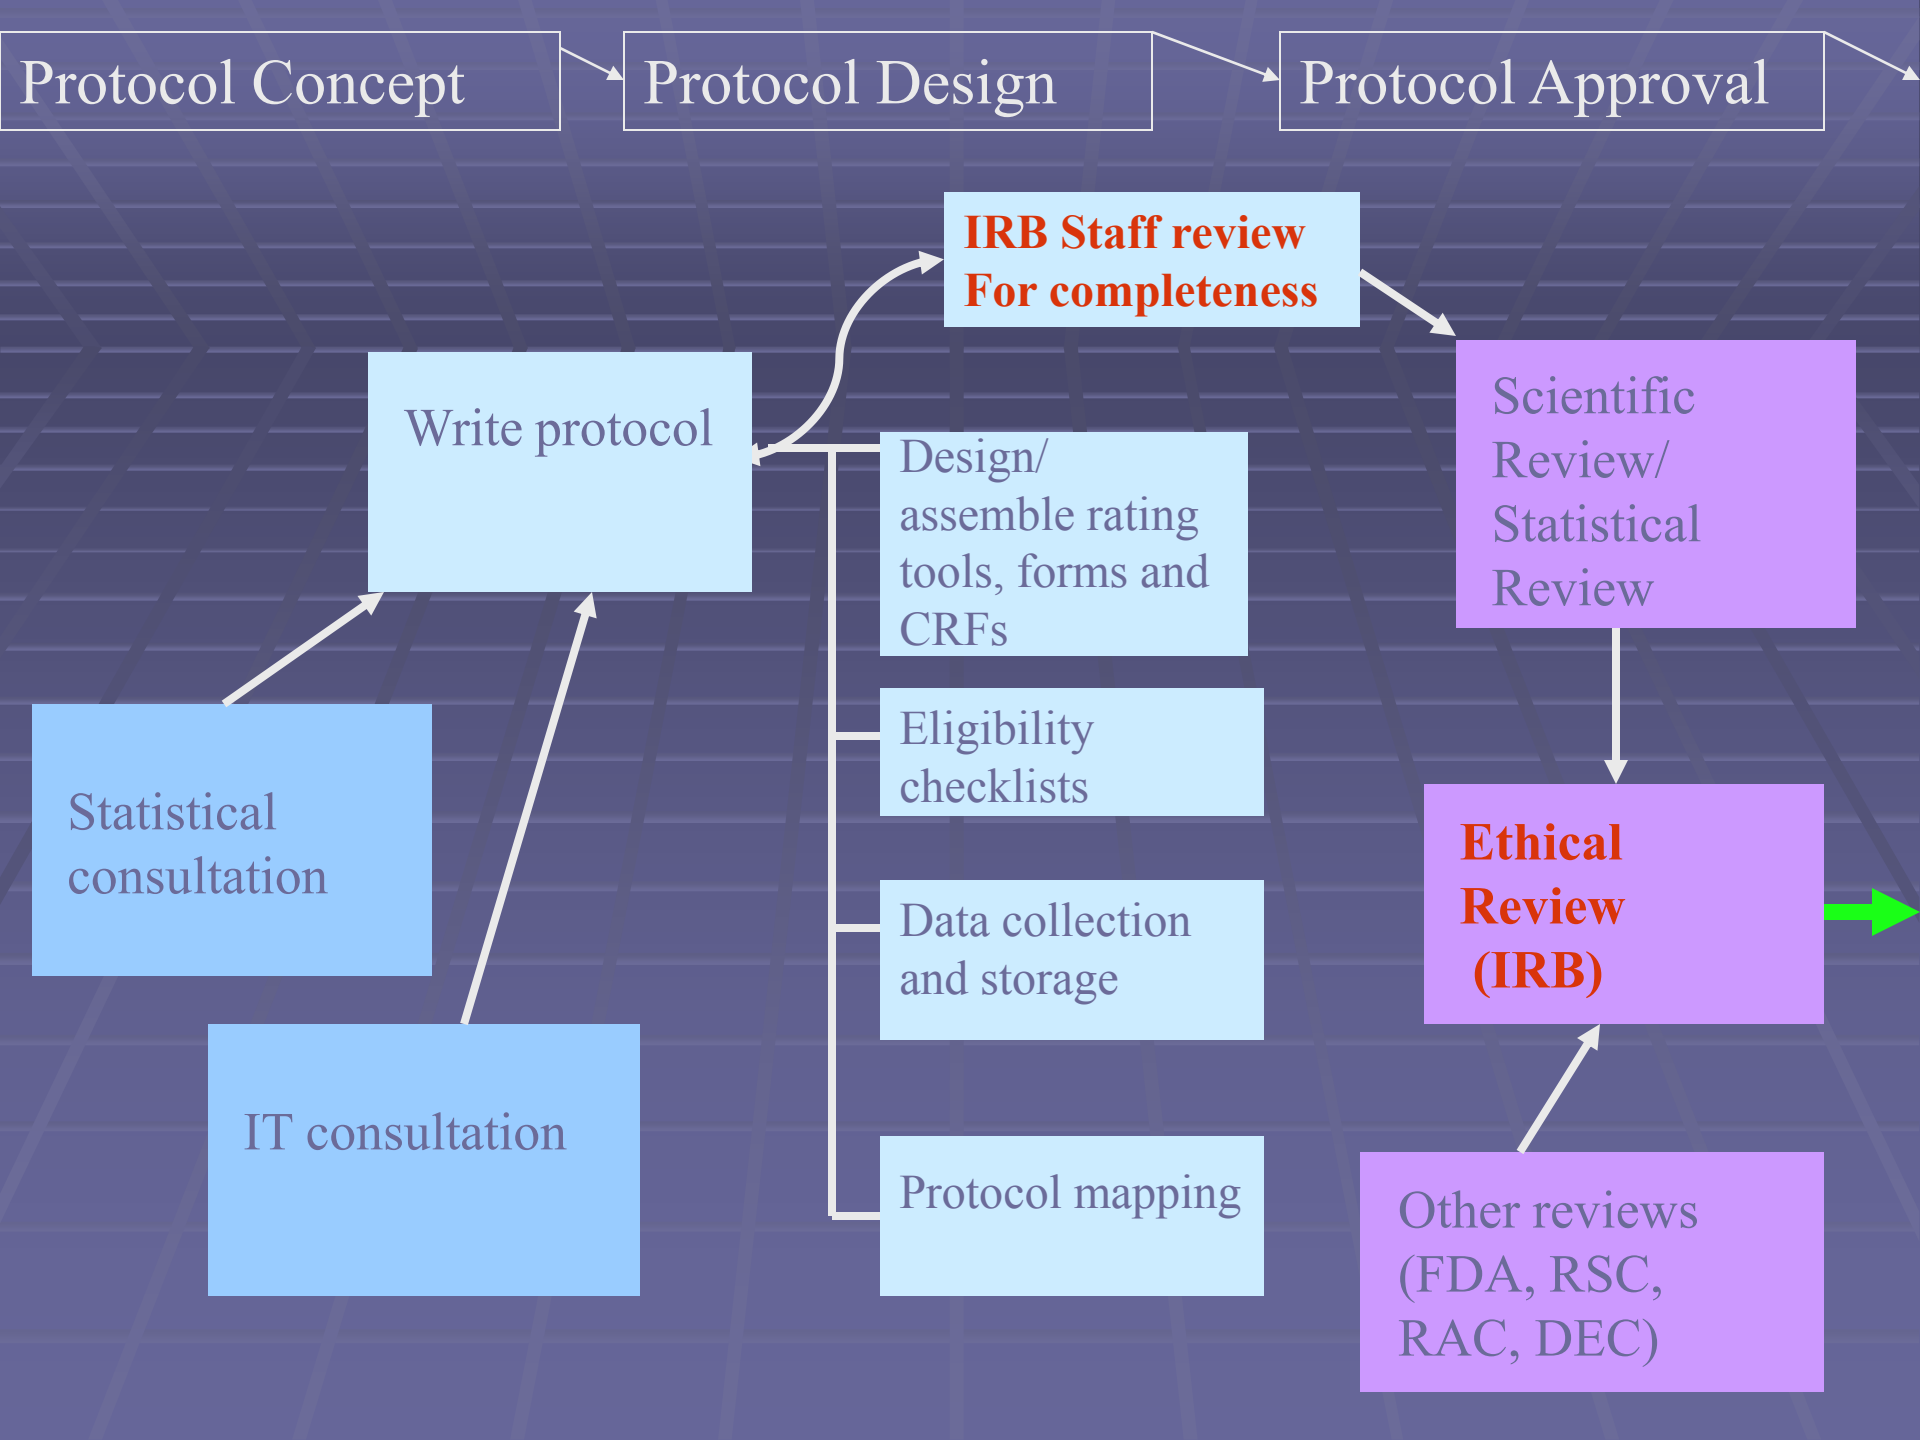 Protocol Concept
Protocol Design
Protocol Approval
IRB Staff review
For completeness
Write protocol
Scientific
Review/
Statistical
Review
Design/
assemble rating
tools, forms and
CRFs
Eligibility
checklists
Statistical
consultation
Ethical
Review
(IRB)
Data collection
and storage
IT consultation
Protocol mapping
Other reviews
(FDA, RSC,
RAC, DEC)